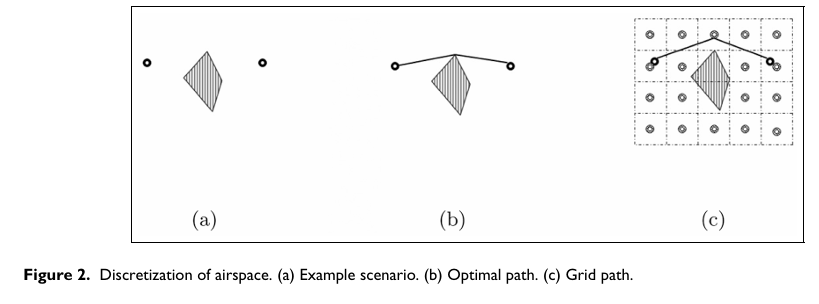 (a) (b) (c)
Figure 2. Discretization of airspace. (a) Example scenario. (b) Optimal path. (c) Grid path.